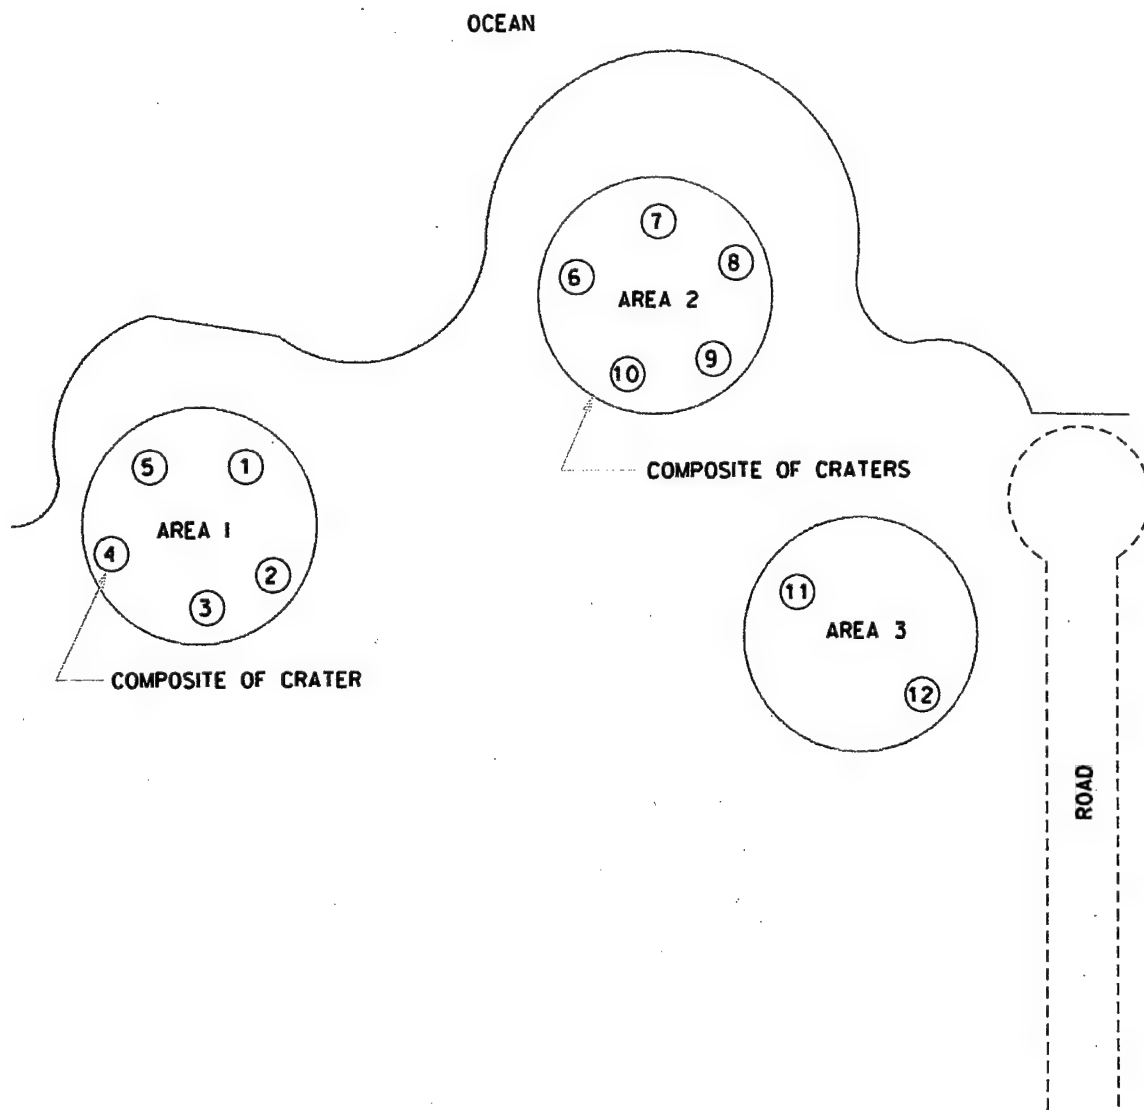 OCEAN
7
8
6
AREA 2
9
10
COMPOSITE OF CRATERS
5
1
AREA 1
4
2
3
COMPOSITE OF CRATER
11
AREA 3
12
ROAD